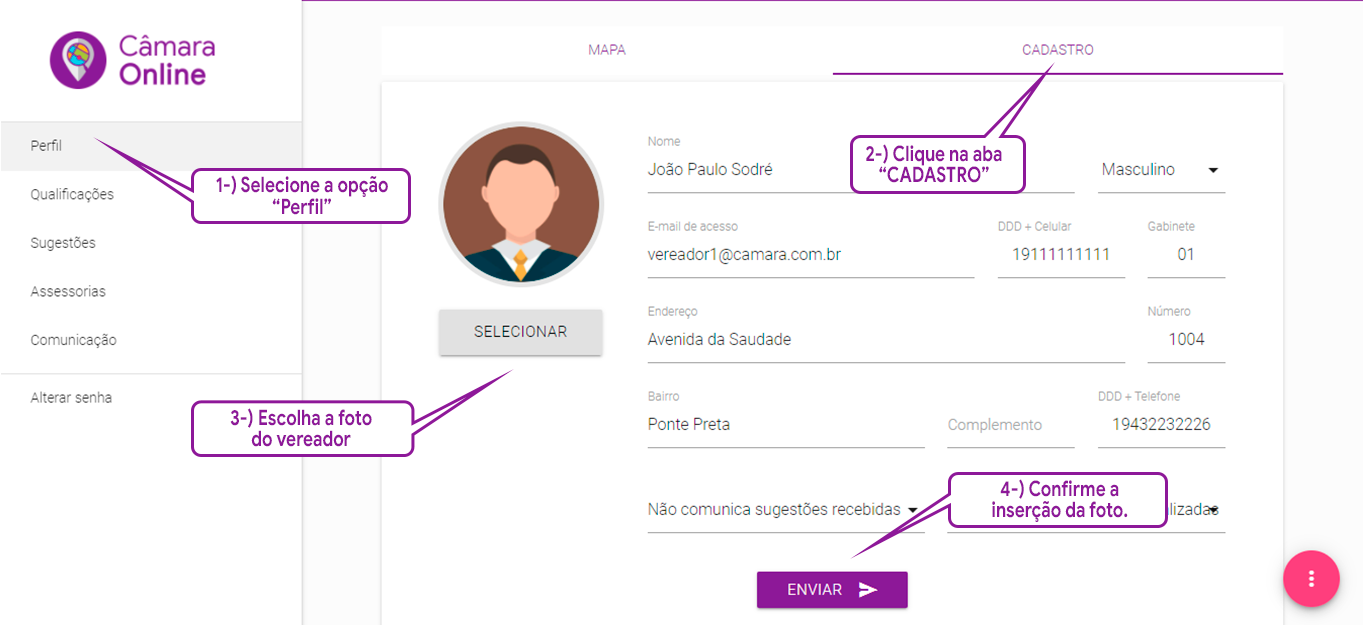 Câmara
Online
Perfil
Qualificações
Sugestões
Assessorias
Comunicação
Alterar senha
1-) Selecione a opção
“Perfil”
MAPA
CADASTRO
2-) Clique na aba
“CADASTRO”
Nome
João Paulo Sodré
Masculino
E-mail de acesso
DDD + Celular
Gabinete
vereador1@camara.com.br
19111111111
01
SELECIONAR
Endereço
Número
Avenida da Saudade
1004
3-) Escolha a foto
do vereador
Bairro
DDD + Telefone
Ponte Preta
Complemento
19432232226
4-) Confirme a
inserção da foto.
Não comunica sugestões recebidas
lizadas
ENVIAR